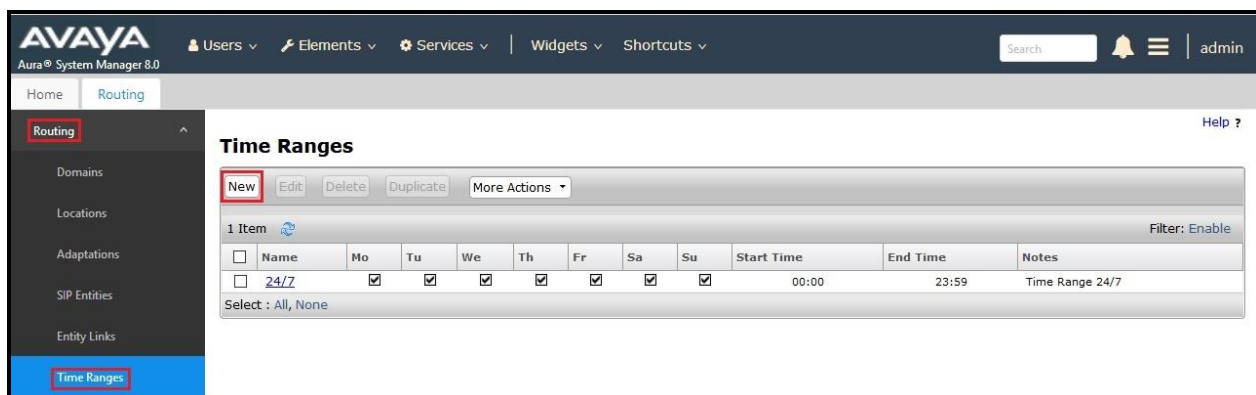 AVAYA
Aura® System Manager 8.0
Users Elements Services | Widgets Shortcuts
Search
admin
Home Routing
Routing
Domains
Locations
Adaptations
SIP Entities
Entity Links
Time Ranges
Help ?
Time Ranges
New Edit Delete Duplicate More Actions
1 Item Filter: Enable
Name Mo Tu We Th Fr Sa Su Start Time End Time Notes
24/7 00:00 23:59 Time Range 24/7
Select : All, None